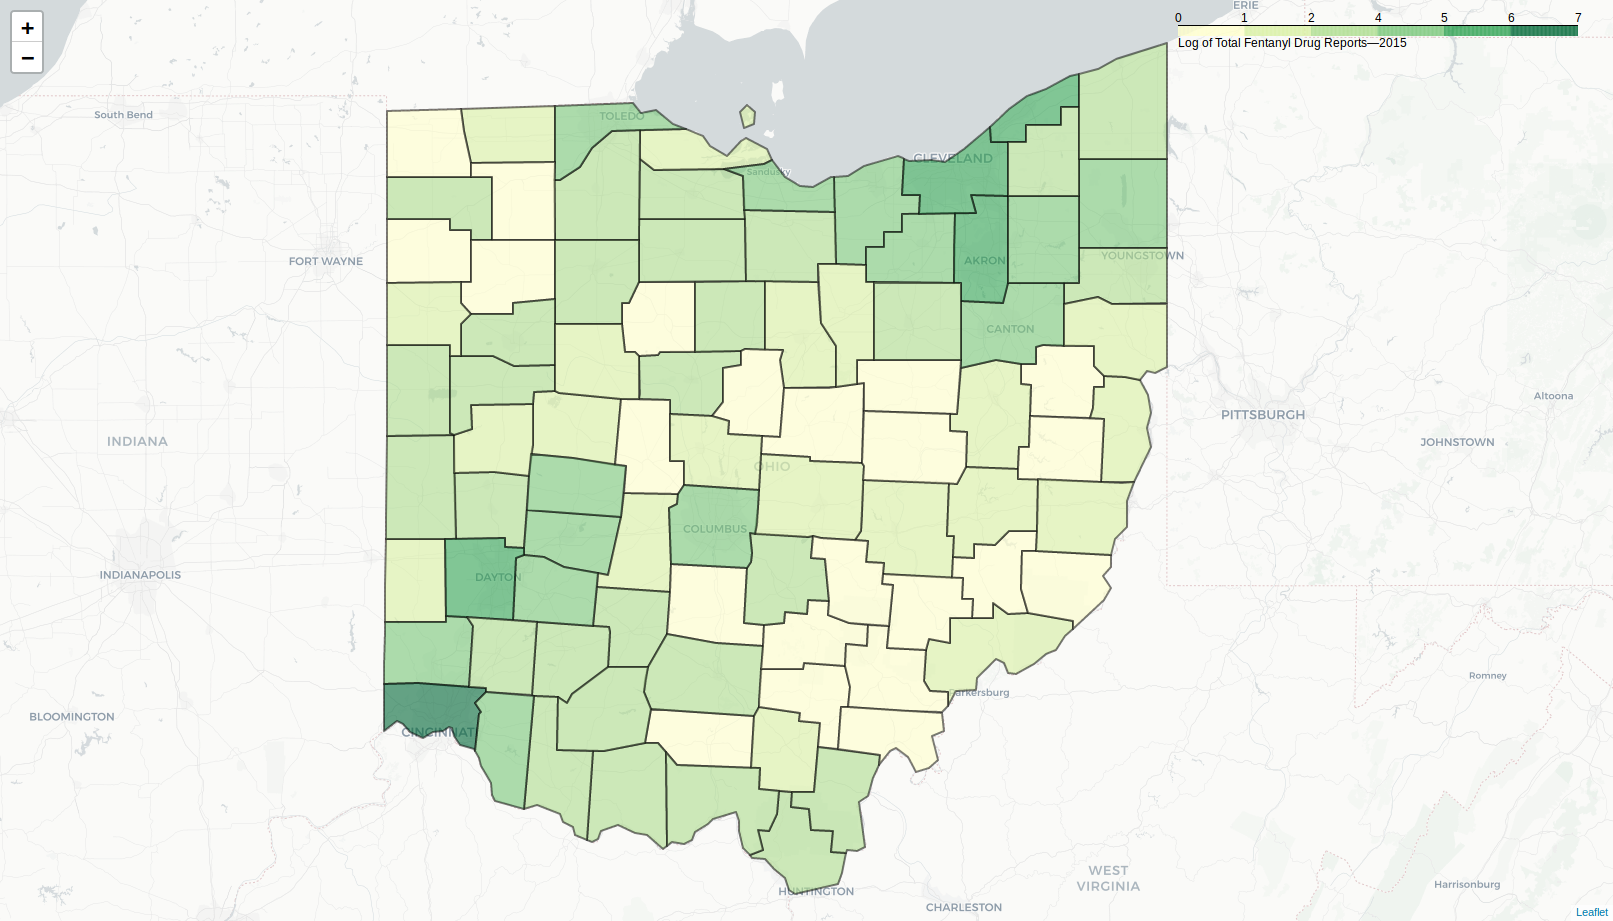 +
−
ERIE
0 1 2 4 5 6 7
Log of Total Fentanyl Drug Reports—2015
South Bend
TOLEDO
CLEVELAND
Sandusky
FORT WAYNE
AKRON
YOUNGSTOWN
CANTON
Altoona
PITTSBURGH
INDIANA
JOHNSTOWN
OHIO
COLUMBUS
INDIANAPOLIS
DAYTON
Romney
arkersburg
BLOOMINGTON
CINCINNAT
WEST
VIRGINIA
Harrisonburg
HUNTINGTON
CHARLESTON
Leaflet